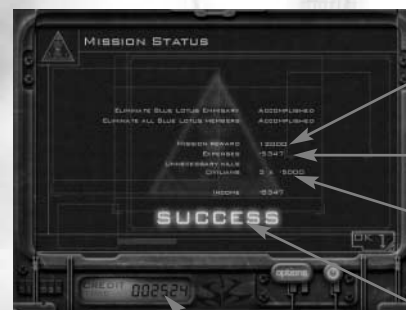 MISSION STATUS
ELIMINATE BLUE LOTUS EMISSARY ACCOMPLISHED
ELIMINATE ALL BLUE LOTUS MEMBERS ACCOMPLISHED
MISSION REWARD 12000
EXPENSES -5347
UNNECESSARY KILLS
CIVILIANS 3 X -5000
INCOME -8347
SUCCESS
OK
CREDIT 002524
options